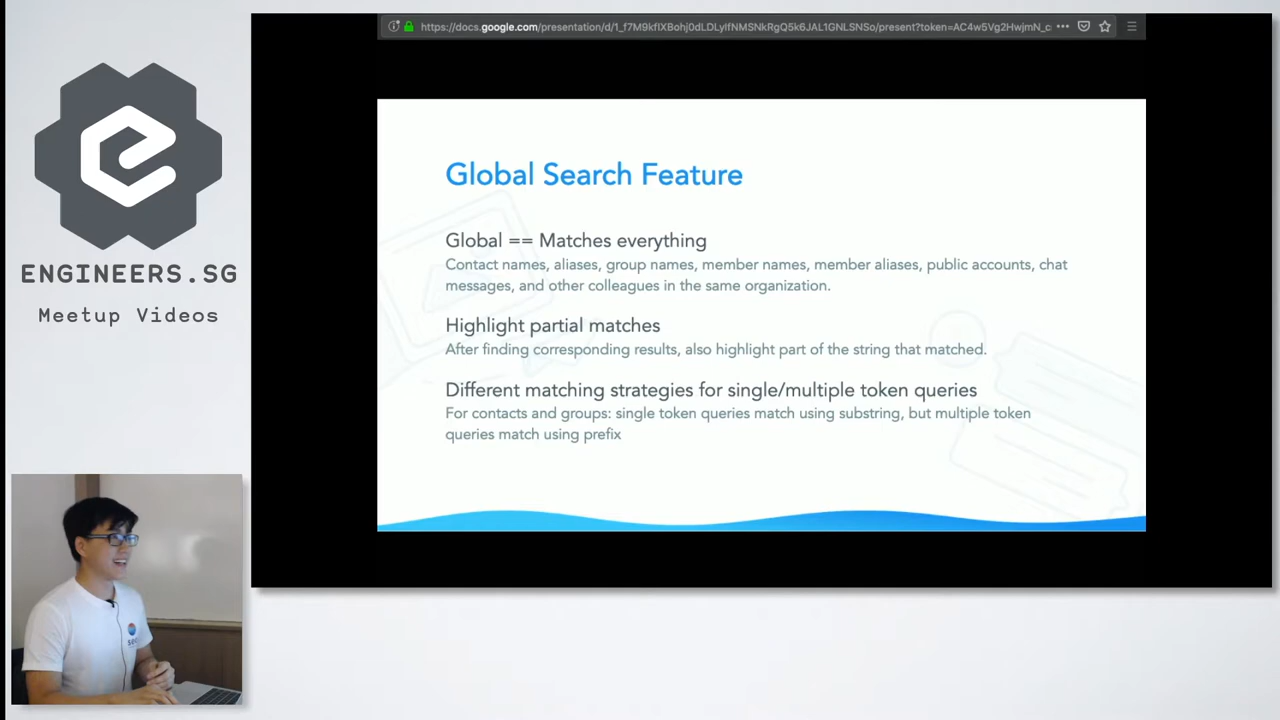 https://docs.google.com/presentation/d/1_f7M9kfIXBohj0dLDLyIfNMSNkRgQ5k6JAL1GNLSNSo/present?token=AC4w5Vg2HwjmN_c
Global Search Feature
Global == Matches everything
Contact names, aliases, group names, member names, member aliases, public accounts, chat
messages, and other colleagues in the same organization.
Highlight partial matches
After finding corresponding results, also highlight part of the string that matched.
Different matching strategies for single/multiple token queries
For contacts and groups: single token queries match using substring, but multiple token
queries match using prefix
ENGINEERS.SG
Meetup Videos